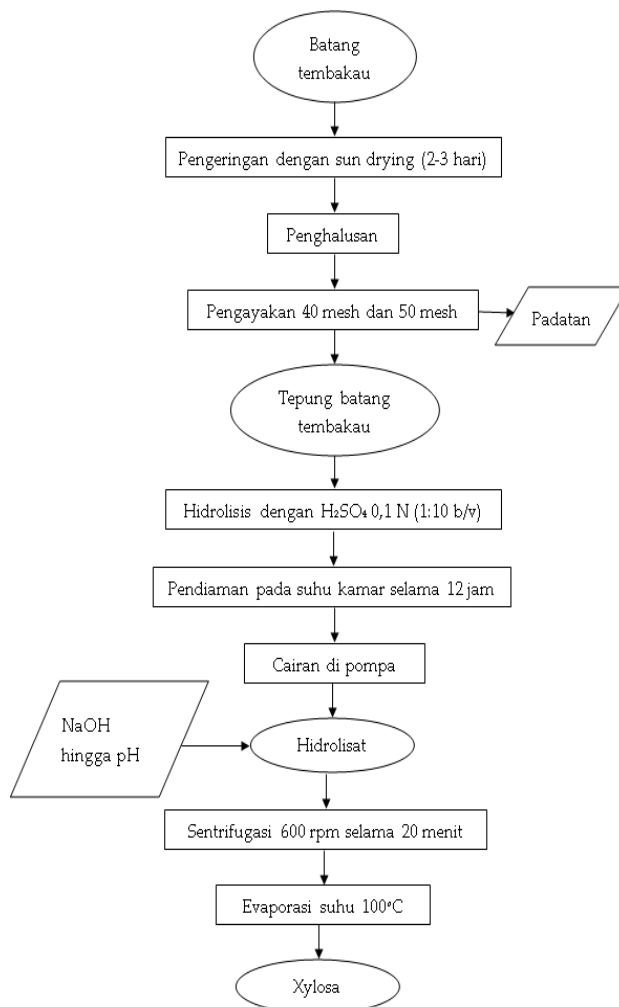 Batang
tembakau
Pengeringan dengan sun drying (2-3 hari)
Penghalusan
Pengayakan 40 mesh dan 50 mesh
Padatan
Tepung batang
tembakau
Hidrolisis dengan H₂SO₄ 0,1 N (1:10 b/v)
Pendiaman pada suhu kamar selama 12 jam
Cairan di pompa
NaOH
hingga pH
Hidrolisat
Sentrifugasi 600 rpm selama 20 menit
Evaporasi suhu 100°C
Xylosa